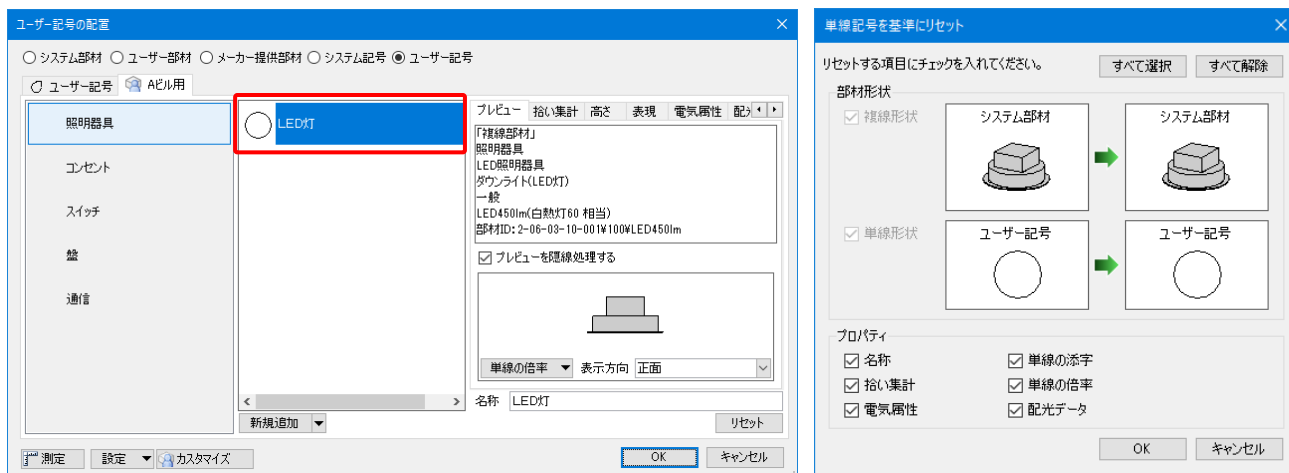 ユーザー記号の配置
システム部材 ユーザー部材 メーカー提供部材 システム記号 ユーザー記号
ユーザー記号 Aビル用
照明器具
コンセント
スイッチ
盤
通信
LED灯
新規追加
プレビュー 拾い集計 高さ 表現 電気属性
「複線部材」
照明器具
LED照明器具
ダウンライト(LED灯)
一般
LED450lm(白熱灯60 相当)
部材ID:2-06-03-10-001¥100¥LED450lm
プレビューを隠線処理する
単線の倍率 表示方向 正面
名称 LED灯
リセット
測定 設定 カスタマイズ OK キャンセル
単線記号を基準にリセット
リセットする項目にチェックを入れてください。 すべて選択 すべて解除
部材形状
複線形状 システム部材 システム部材
単線形状 ユーザー記号 ユーザー記号
プロパティ
名称 単線の添字
拾い集計 単線の倍率
電気属性 配光データ
OK キャンセル